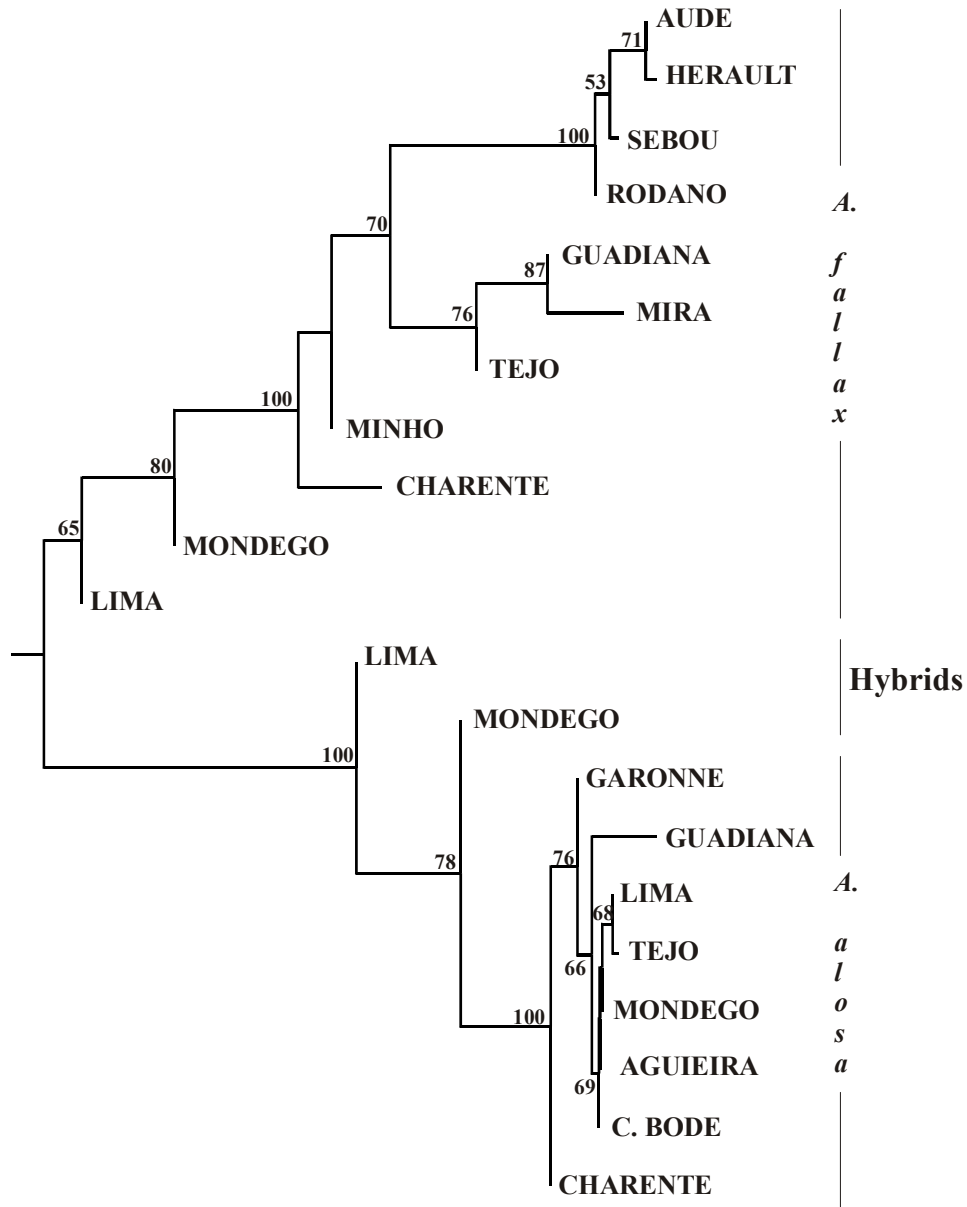 AUDE
71
HERAULT
53
SEBOU
100
RODANO
A.
70
GUADIANA
fallax
87
MIRA
76
TEJO
100
MINHO
80
CHARENTE
65
MONDEGO
LIMA
LIMA
Hybrids
MONDEGO
100
GARONNE
GUADIANA
78
76
A.
LIMA
68
TEJO
alosa
66
MONDEGO
100
AGUIEIRA
69
C. BODE
CHARENTE